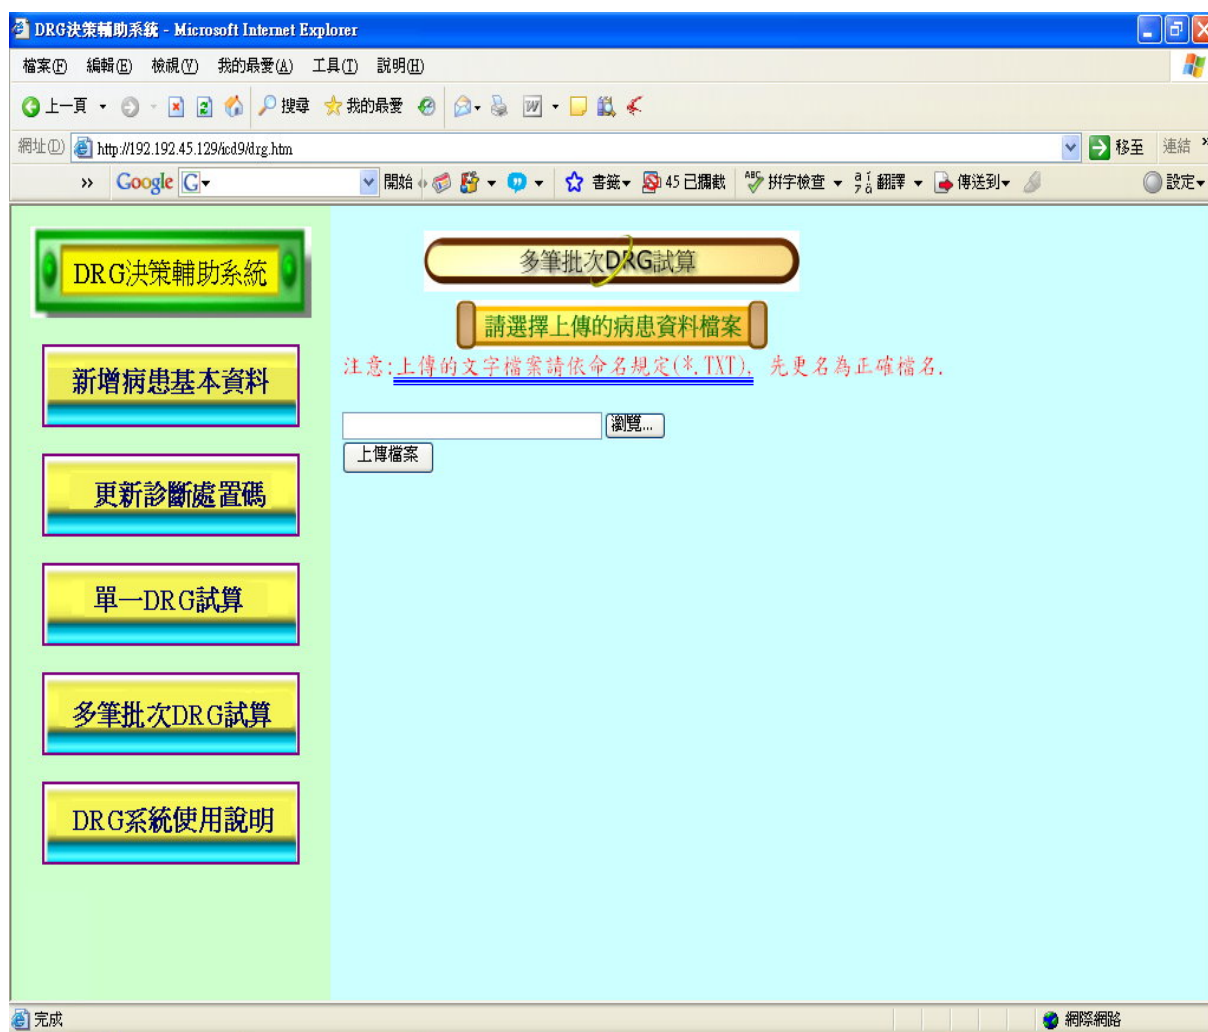 DRG決策輔助系統 - Microsoft Internet Explorer
檔案(F) 編輯(E) 檢視(V) 我的最愛(A) 工具(T) 說明(H)
上一頁 搜尋 我的最愛
網址(D) http://192.192.45.129/icd9/drg.htm 移至 連結 »
» Google G 開始 書籤 45 已攔截 ABC 拼字檢查 翻譯 傳送到 設定
DRG決策輔助系統
新增病患基本資料
更新診斷處置碼
單一DRG試算
多筆批次DRG試算
DRG系統使用說明
多筆批次DRG試算
請選擇上傳的病患資料檔案
注意:上傳的文字檔案請依命名規定(*.TXT), 先更名為正確檔名.
瀏覽...
上傳檔案
完成 網際網路